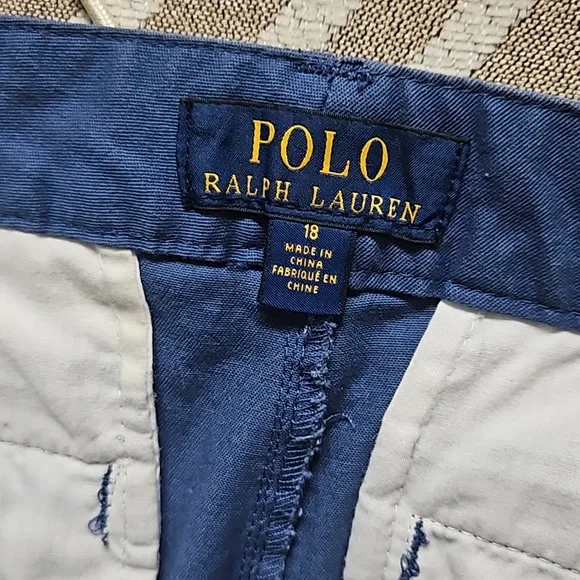 POLO
RALPH LAUREN
18
MADE IN
CHINA
FABRIQUÉ EN
CHINE